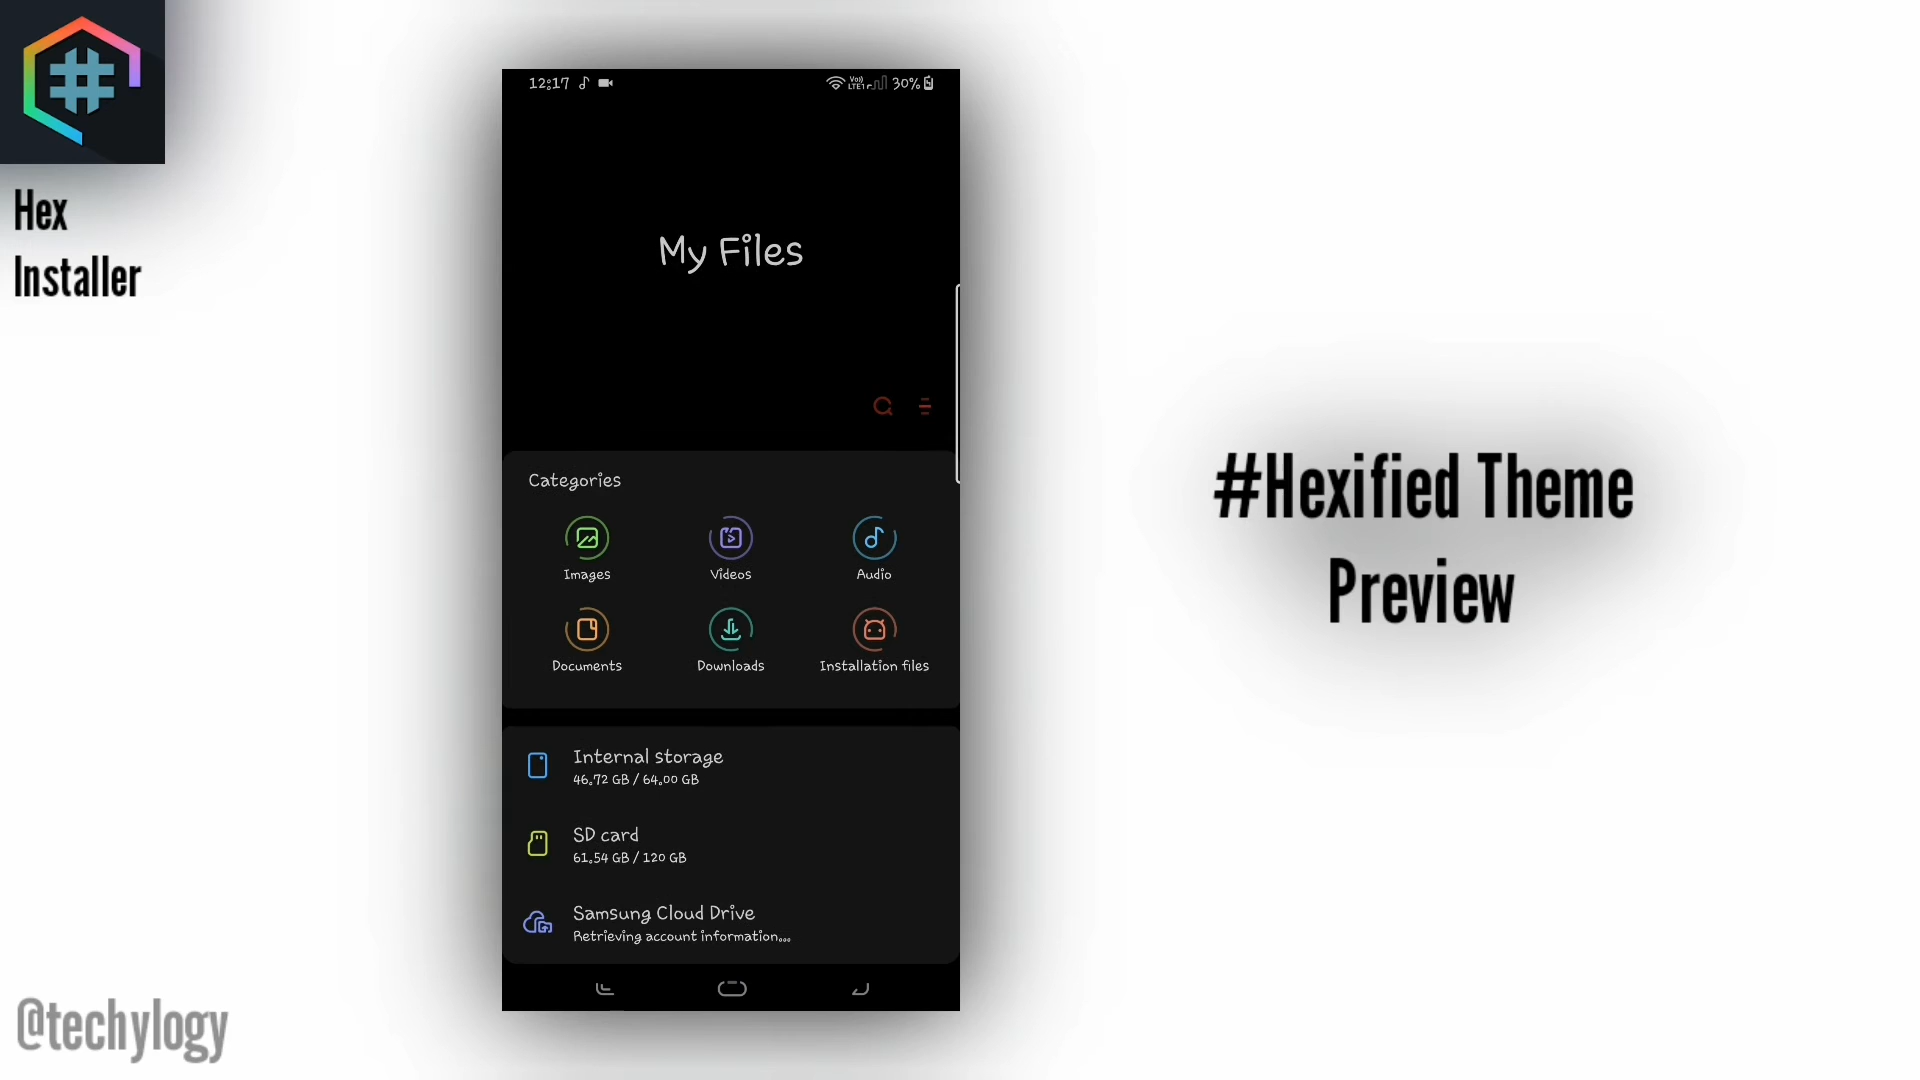 Hex
Installer
12:17
Vo))
LTE1
30%
My Files
Categories
Images
Videos
Audio
Documents
Downloads
Installation files
Internal storage
46.72 GB / 64.00 GB
SD card
61.54 GB / 120 GB
Samsung Cloud Drive
Retrieving account information...
#Hexified Theme
Preview
@techylogy